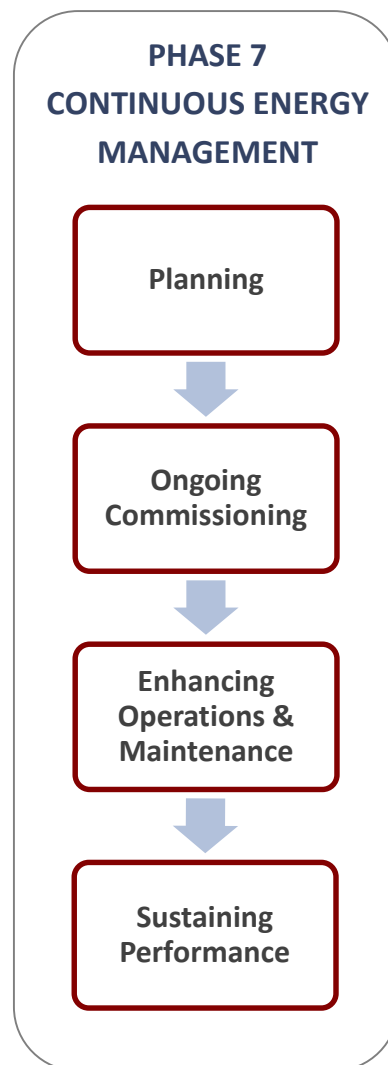 PHASE 7
CONTINUOUS ENERGY
MANAGEMENT
Planning
Ongoing
Commissioning
Enhancing
Operations &
Maintenance
Sustaining
Performance